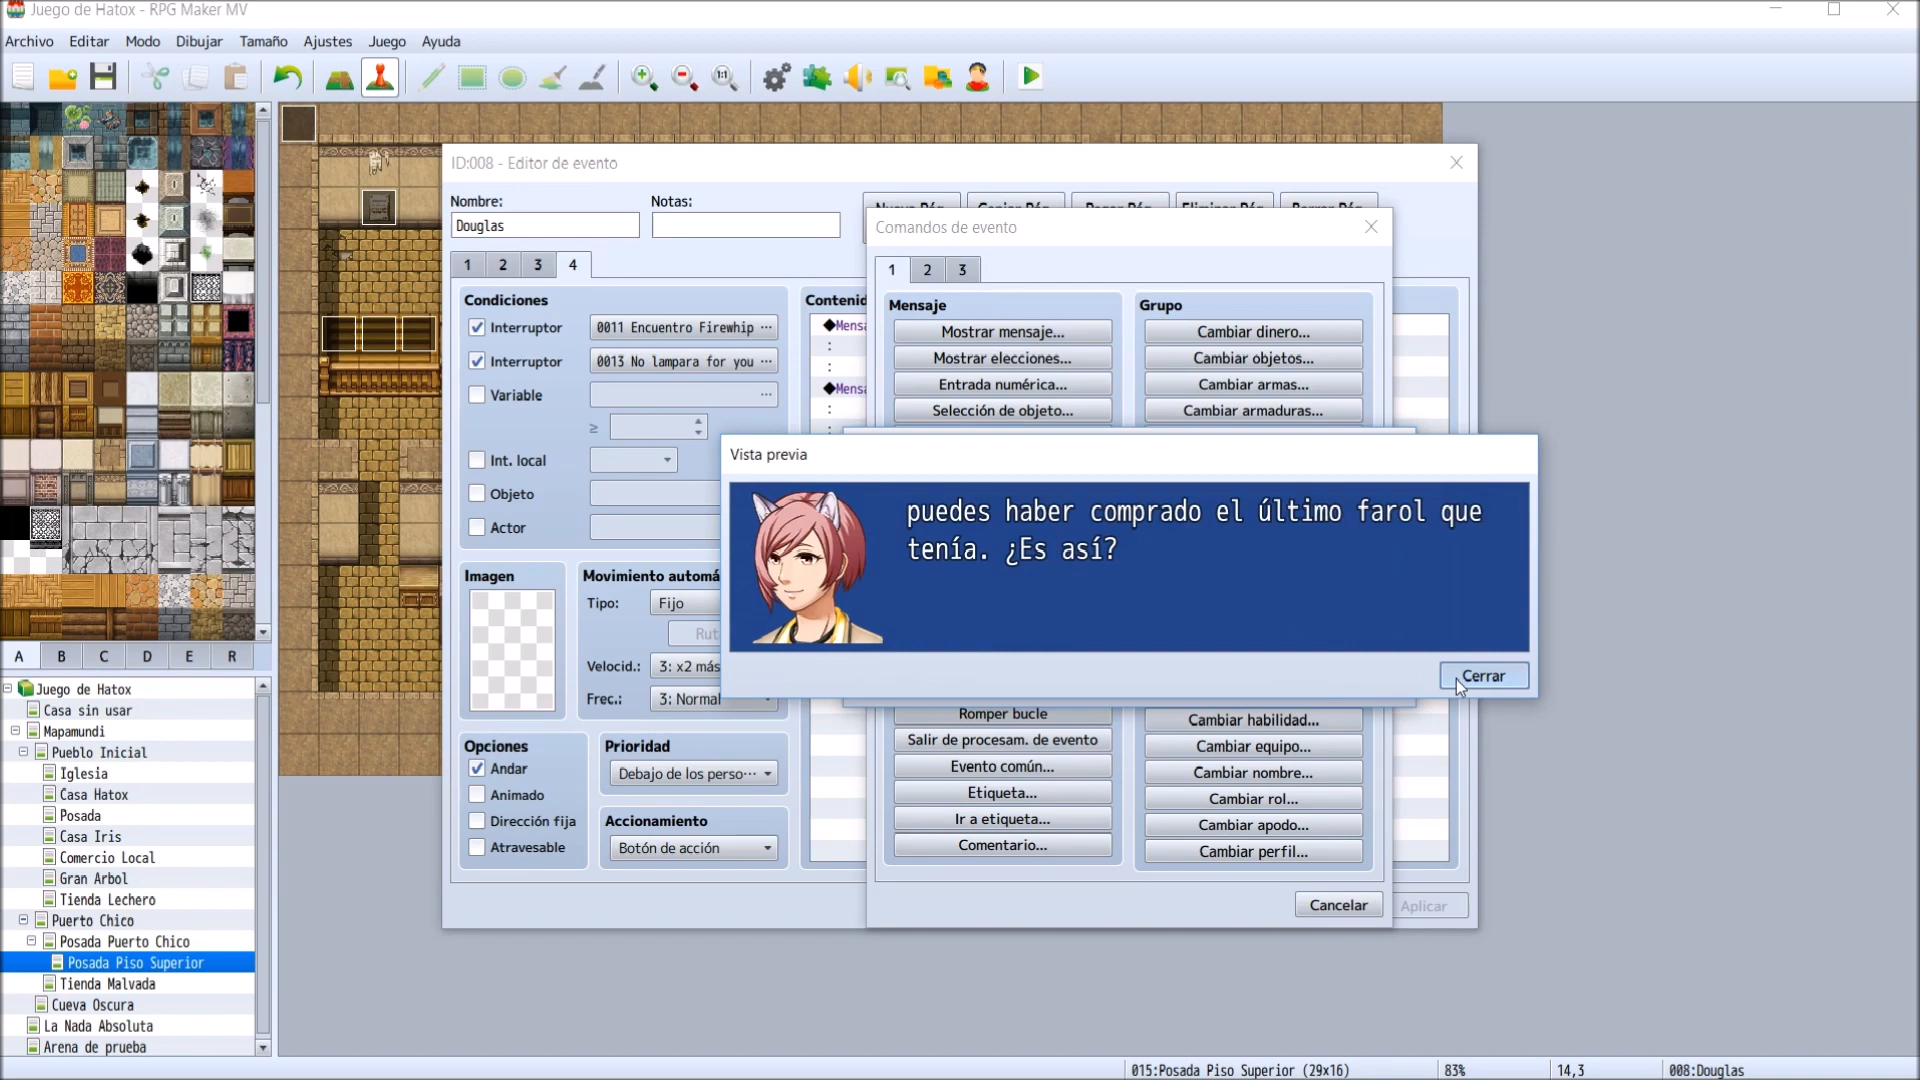 Juego de Hatox - RPG Maker MV
Archivo Editar Modo Dibujar Tamaño Ajustes Juego Ayuda
1:1
ID:008 - Editor de evento
Nombre:
Notas:
Douglas
1 2 3 4
Condiciones
Interruptor 0011 Encuentro Firewhip ...
Interruptor 0013 No lampara for you ...
Variable ...
≥
Int. local
Objeto
Actor
Imagen
Movimiento automá
Tipo: Fijo
Rut
Velocid.: 3: x2 más
Frec.: 3: Normal
Opciones
Andar
Animado
Dirección fija
Atravesable
Prioridad
Debajo de los perso...
Accionamiento
Botón de acción
Contenid
◆Mensa
:
:
◆Mensa
:
:
Aplicar
Comandos de evento
1 2 3
Mensaje
Mostrar mensaje...
Mostrar elecciones...
Entrada numérica...
Selección de objeto...
Romper bucle
Salir de procesam. de evento
Evento común...
Etiqueta...
Ir a etiqueta...
Comentario...
Grupo
Cambiar dinero...
Cambiar objetos...
Cambiar armas...
Cambiar armaduras...
Cambiar habilidad...
Cambiar equipo...
Cambiar nombre...
Cambiar rol...
Cambiar apodo...
Cambiar perfil...
Cancelar
Vista previa
puedes haber comprado el último farol que
tenía. ¿Es así?
Cerrar
A B C D E R
Juego de Hatox
Casa sin usar
Mapamundi
Pueblo Inicial
Iglesia
Casa Hatox
Posada
Casa Iris
Comercio Local
Gran Arbol
Tienda Lechero
Puerto Chico
Posada Puerto Chico
Posada Piso Superior
Tienda Malvada
Cueva Oscura
La Nada Absoluta
Arena de prueba
015:Posada Piso Superior (29x16) 83% 14,3 008:Douglas